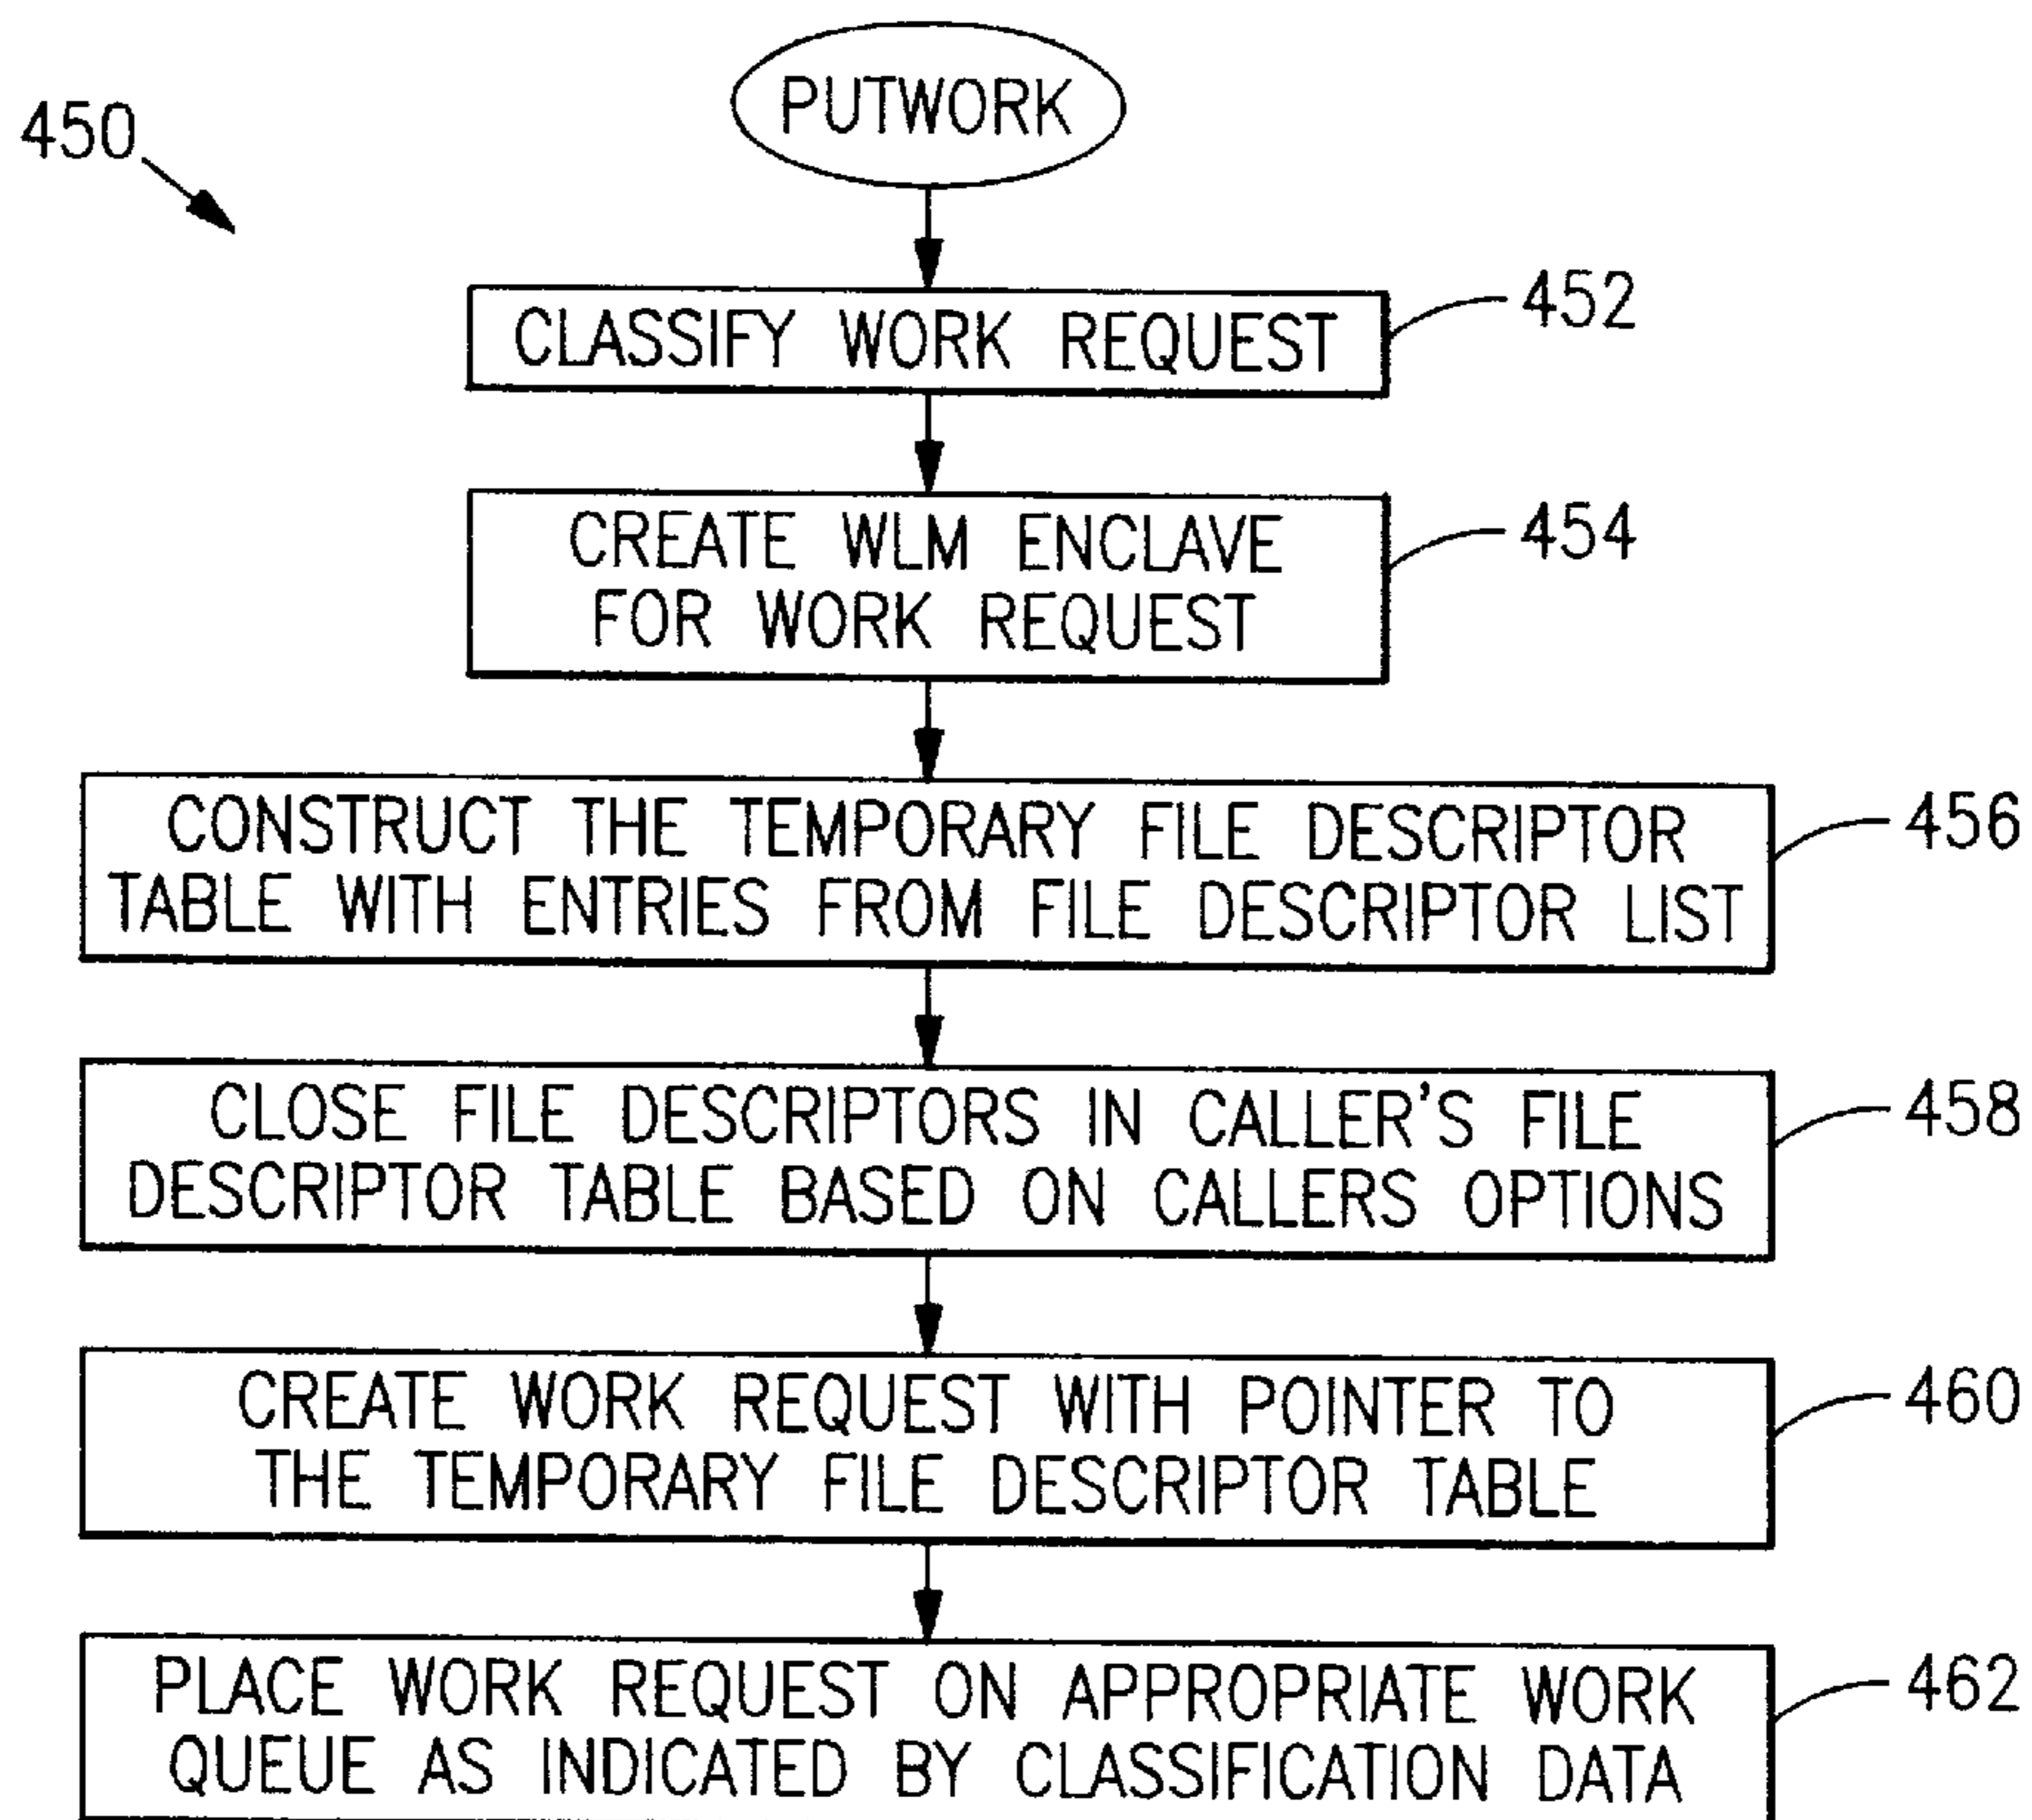 PUTWORK
450
CLASSIFY WORK REQUEST
452
CREATE WLM ENCLAVE
FOR WORK REQUEST
454
CONSTRUCT THE TEMPORARY FILE DESCRIPTOR
TABLE WITH ENTRIES FROM FILE DESCRIPTOR LIST
456
CLOSE FILE DESCRIPTORS IN CALLER'S FILE
DESCRIPTOR TABLE BASED ON CALLERS OPTIONS
458
CREATE WORK REQUEST WITH POINTER TO
THE TEMPORARY FILE DESCRIPTOR TABLE
460
PLACE WORK REQUEST ON APPROPRIATE WORK
QUEUE AS INDICATED BY CLASSIFICATION DATA
462